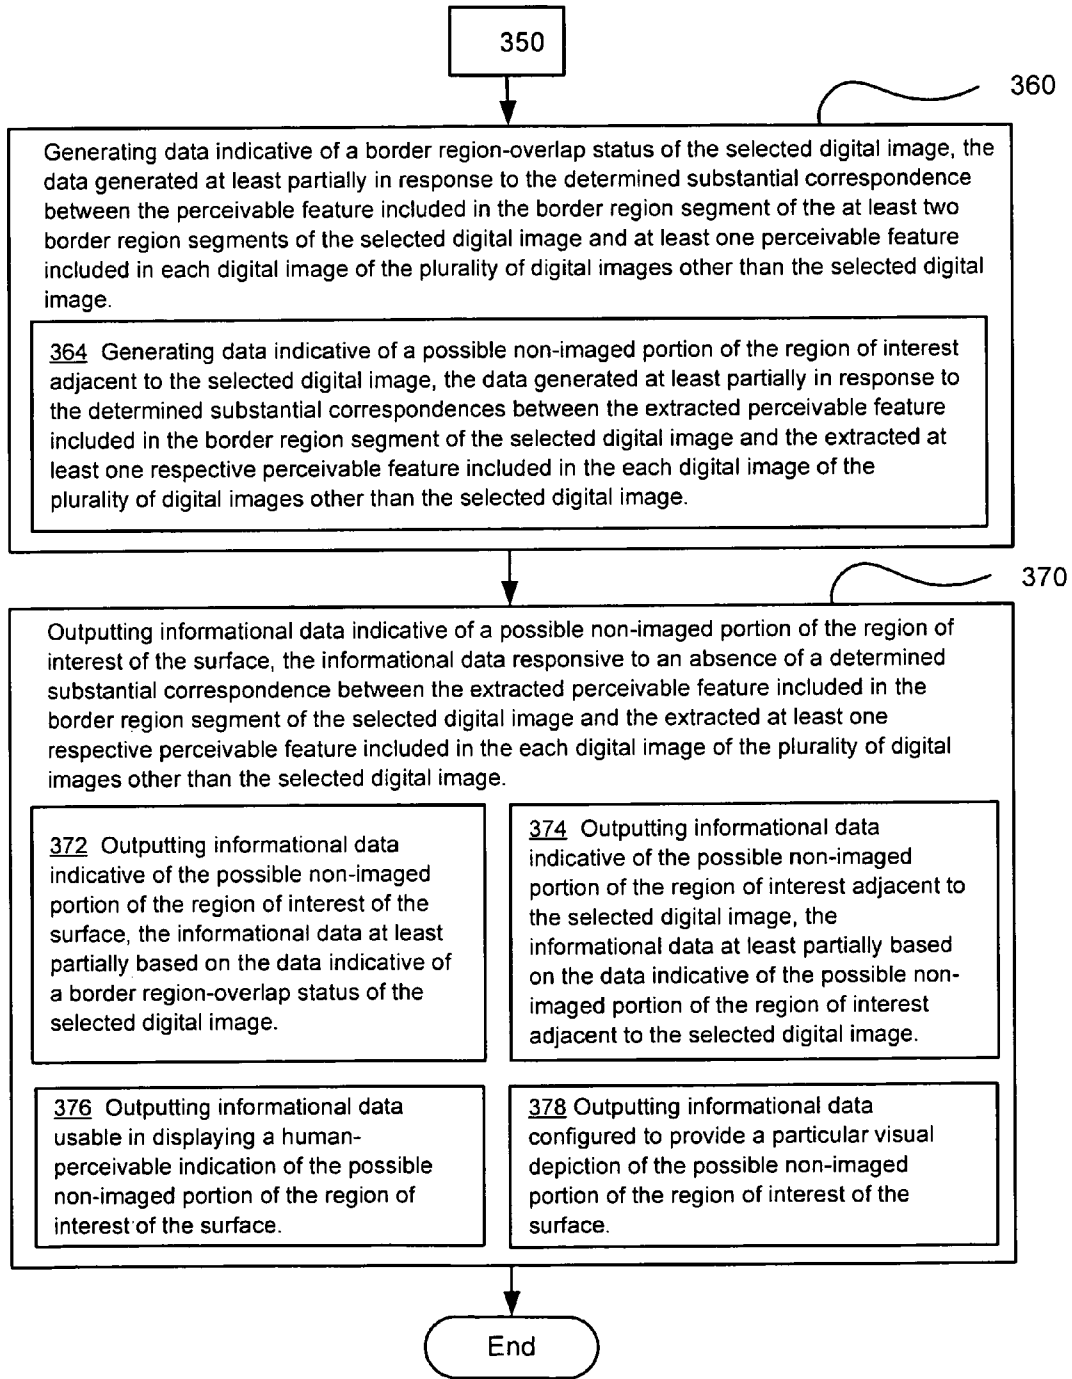 350
360
Generating data indicative of a border region-overlap status of the selected digital image, the
data generated at least partially in response to the determined substantial correspondence
between the perceivable feature included in the border region segment of the at least two
border region segments of the selected digital image and at least one perceivable feature
included in each digital image of the plurality of digital images other than the selected digital
image.
364 Generating data indicative of a possible non-imaged portion of the region of interest
adjacent to the selected digital image, the data generated at least partially in response to
the determined substantial correspondences between the extracted perceivable feature
included in the border region segment of the selected digital image and the extracted at
least one respective perceivable feature included in the each digital image of the
plurality of digital images other than the selected digital image.
370
Outputting informational data indicative of a possible non-imaged portion of the region of
interest of the surface, the informational data responsive to an absence of a determined
substantial correspondence between the extracted perceivable feature included in the
border region segment of the selected digital image and the extracted at least one
respective perceivable feature included in the each digital image of the plurality of digital
images other than the selected digital image.
372 Outputting informational data
indicative of the possible non-imaged
portion of the region of interest of the
surface, the informational data at least
partially based on the data indicative of
a border region-overlap status of the
selected digital image.
374 Outputting informational data
indicative of the possible non-imaged
portion of the region of interest adjacent to
the selected digital image, the
informational data at least partially based
on the data indicative of the possible non-
imaged portion of the region of interest
adjacent to the selected digital image.
376 Outputting informational data
usable in displaying a human-
perceivable indication of the possible
non-imaged portion of the region of
interest of the surface.
378 Outputting informational data
configured to provide a particular visual
depiction of the possible non-imaged
portion of the region of interest of the
surface.
End